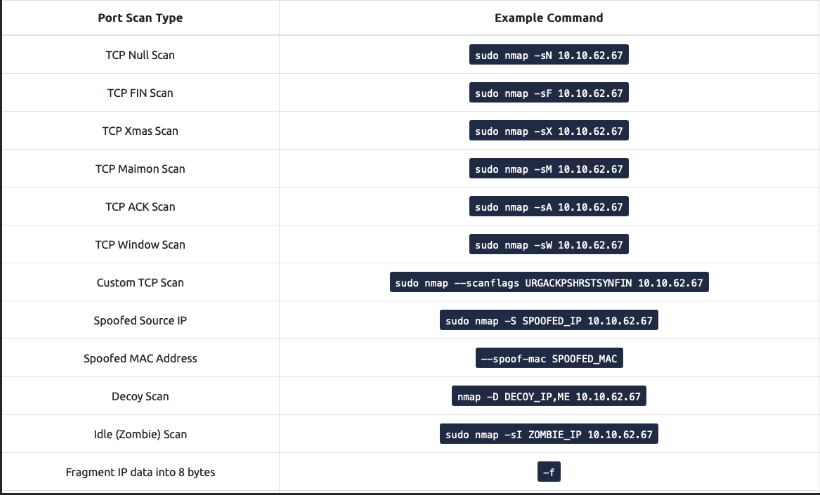 Port Scan Type Example Command
TCP Null Scan sudo nmap -sN 10.10.62.67
TCP FIN Scan sudo nmap -sF 10.10.62.67
TCP Xmas Scan sudo nmap -sX 10.10.62.67
TCP Maimon Scan sudo nmap -sM 10.10.62.67
TCP ACK Scan sudo nmap -sA 10.10.62.67
TCP Window Scan sudo nmap -sW 10.10.62.67
Custom TCP Scan sudo nmap --scanflags URGACKPSHRSTSYNFIN 10.10.62.67
Spoofed Source IP sudo nmap -S SPOOFED_IP 10.10.62.67
Spoofed MAC Address --spoof-mac SPOOFED_MAC
Decoy Scan nmap -D DECOY_IP,ME 10.10.62.67
Idle (Zombie) Scan sudo nmap -sI ZOMBIE_IP 10.10.62.67
Fragment IP data into 8 bytes -f